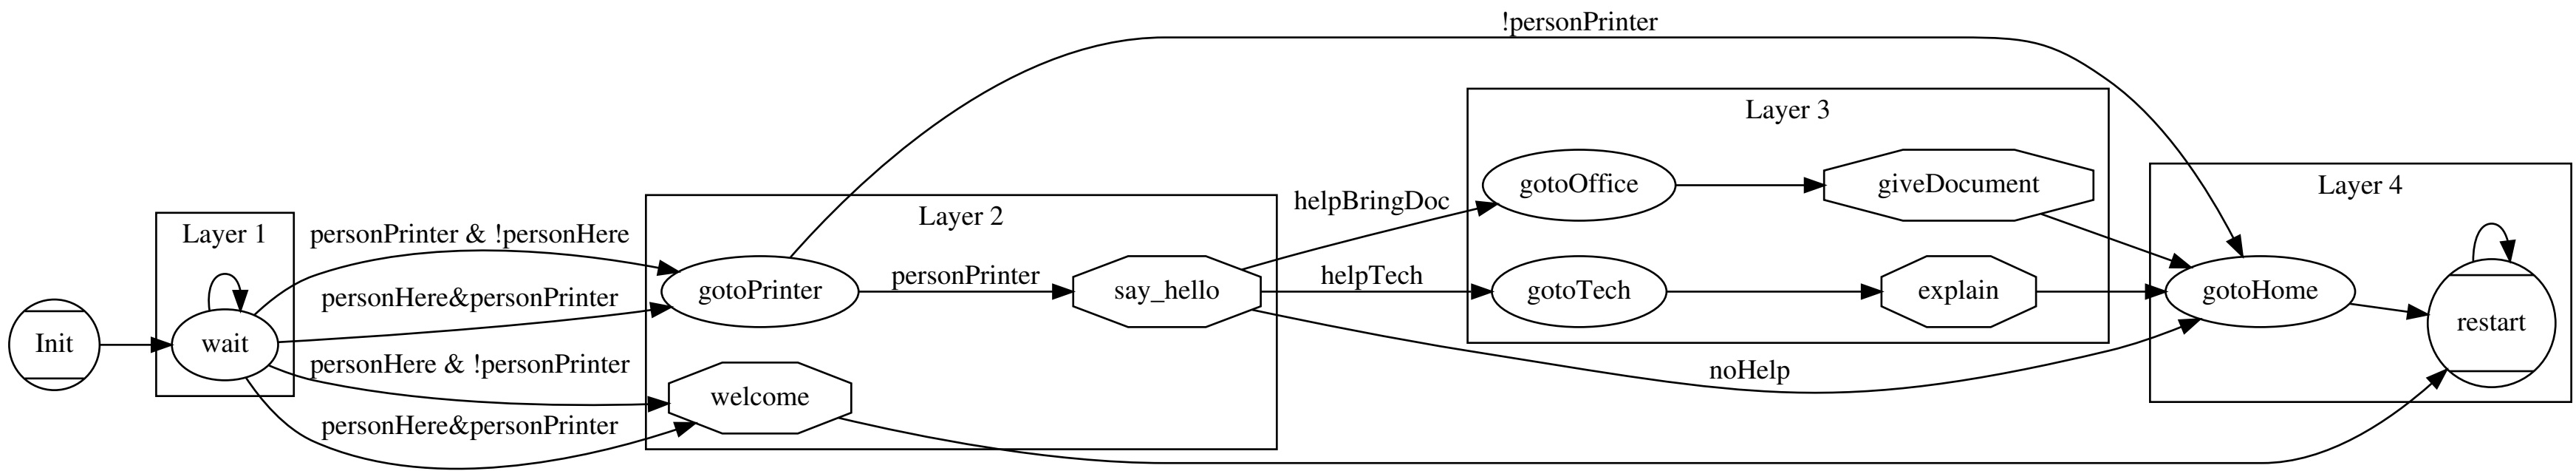 !personPrinter
Layer 3
Layer 4
Layer 2
Layer 1
personPrinter & !personHere
personHere&personPrinter
personHere & !personPrinter
personHere&personPrinter
Init
wait
gotoPrinter
personPrinter
say_hello
welcome
helpBringDoc
helpTech
noHelp
gotoOffice
giveDocument
gotoTech
explain
gotoHome
restart